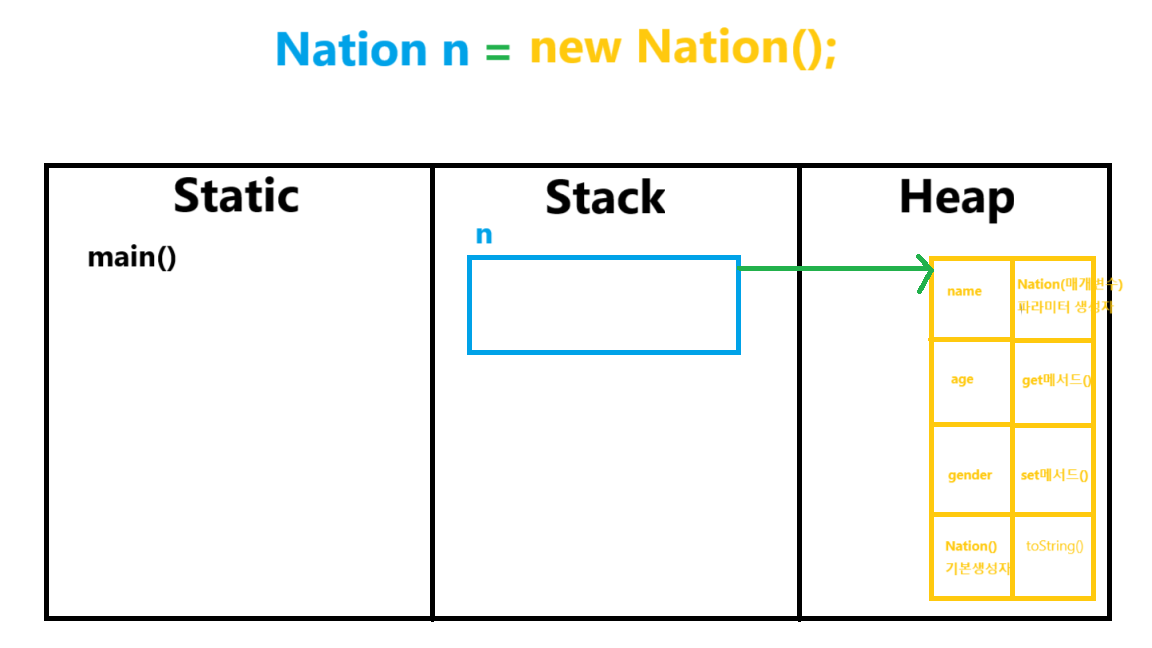 Nation n = new Nation();
Static
Stack
Heap
main()
n
name
Nation(매개변수)
파라미터 생성자
age
get메서드()
gender
set메서드()
Nation()
기본생성자
toString()